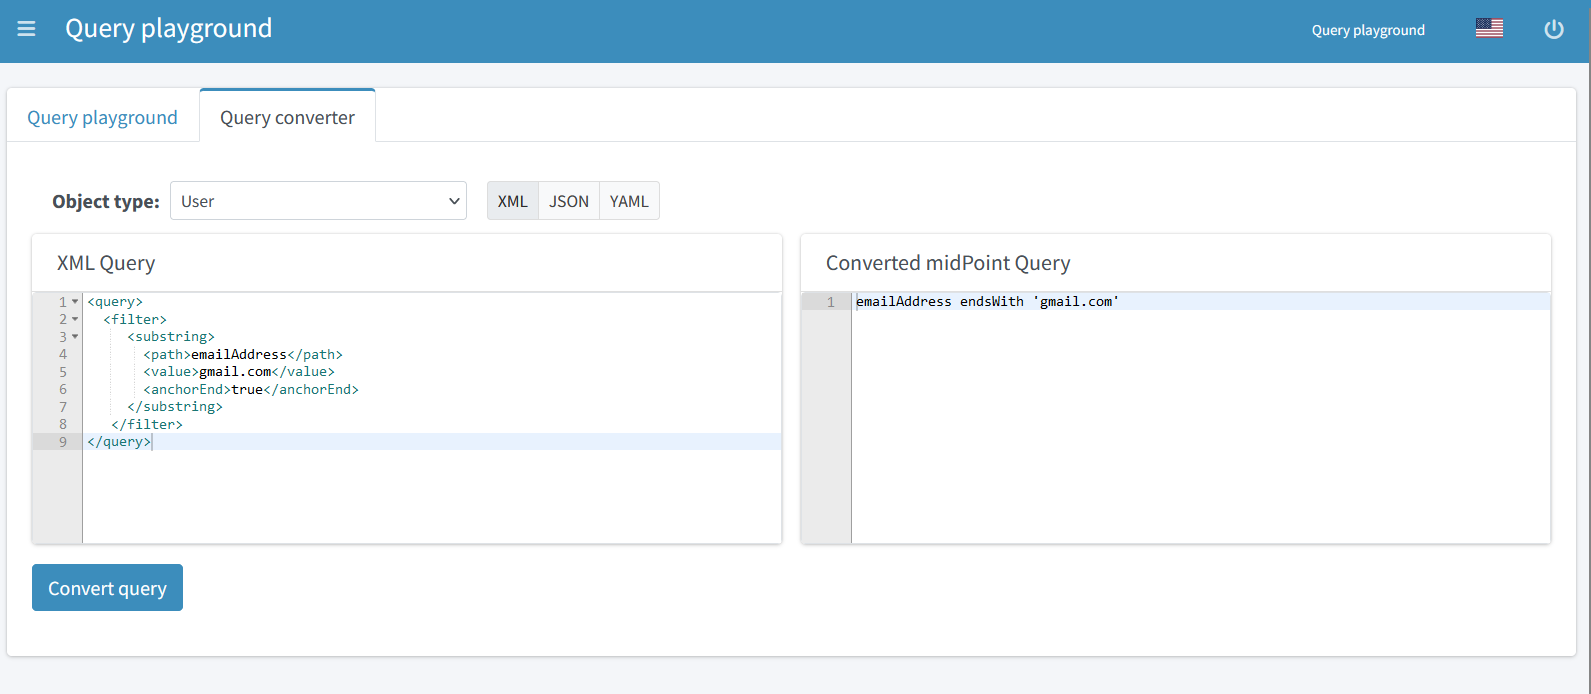 Query playground
Query playground
Query playground
Query converter
Object type:
User
XML
JSON
YAML
XML Query
1 <query>
2 <filter>
3 <substring>
4 <path>emailAddress</path>
5 <value>gmail.com</value>
6 <anchorEnd>true</anchorEnd>
7 </substring>
8 </filter>
9 </query>
Converted midPoint Query
1 emailAddress endsWith 'gmail.com'
Convert query